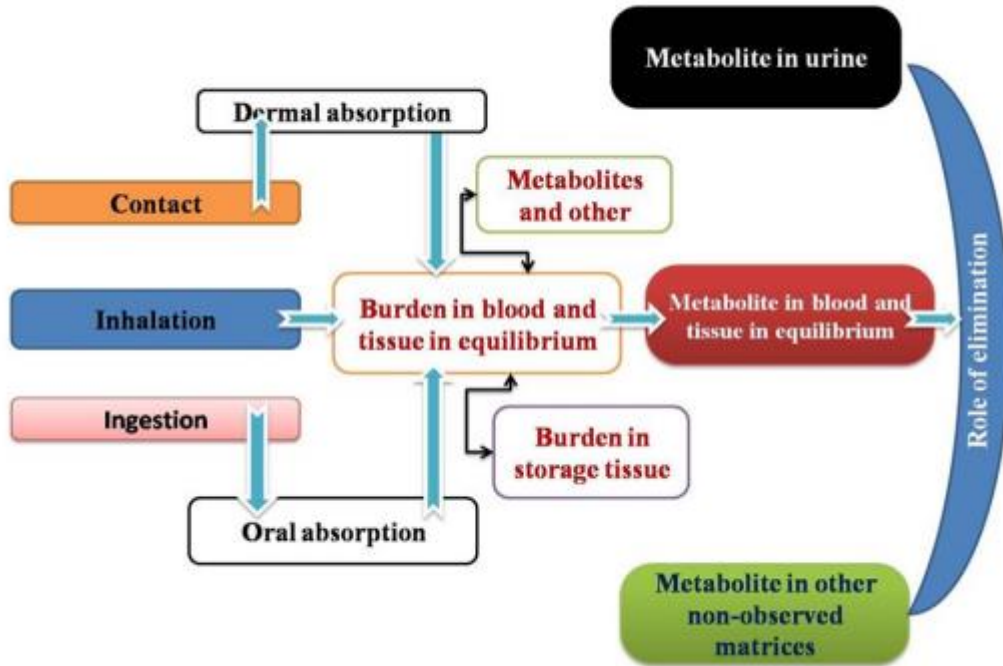 Metabolite in urine
Dermal absorption
Metabolites
and other
Contact
Inhalation
Burden in blood and
tissue in equilibrium
Metabolite in blood and
tissue in equilibrium
Role of elimination
Ingestion
Burden in
storage tissue
Oral absorption
Metabolite in other
non-observed
matrices